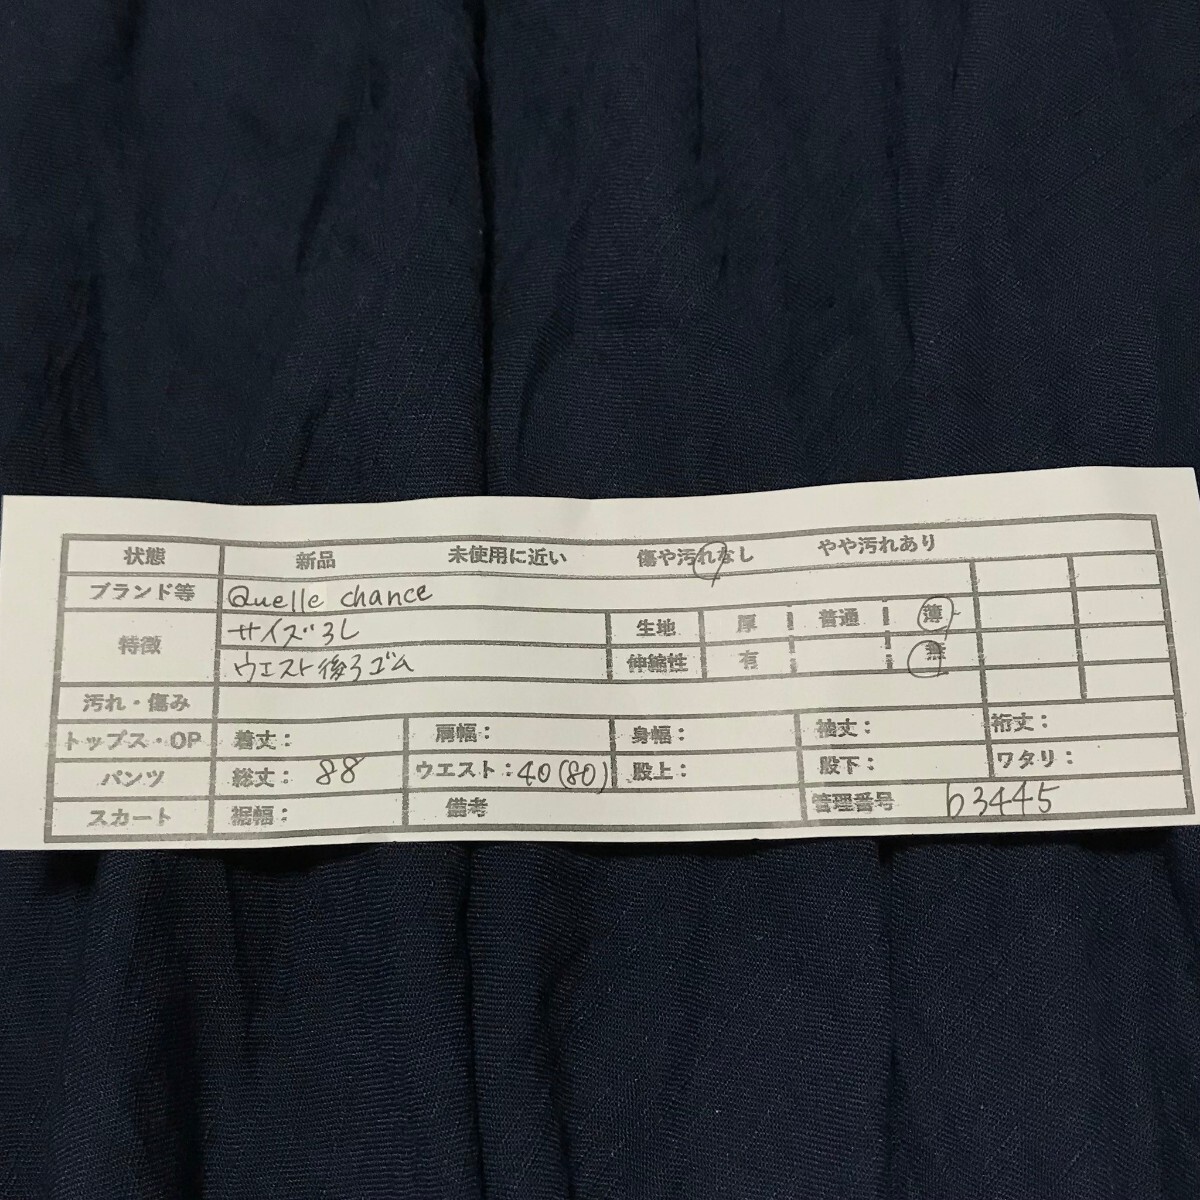 状態 新品 未使用に近い 傷や汚れなし やや汚れあり
ブランド等 Quelle chance
特徴 サイズ3L 生地 厚 普通 薄
ウエスト後ろゴム 伸縮性 有 無
汚れ・傷み
トップス・OP 着丈: 肩幅: 身幅: 袖丈: 裄丈:
パンツ 総丈: 88 ウエスト: 40(80) 股上: 股下: ワタリ:
スカート 裾幅: 備考 管理番号 b3445